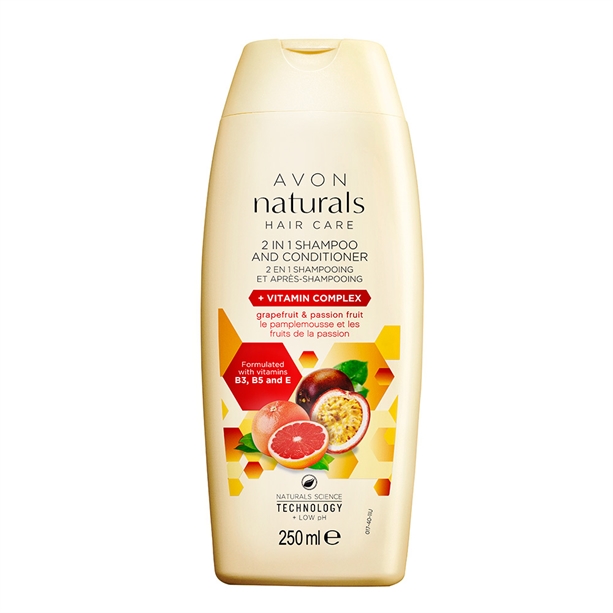 AVON
naturals
HAIR CARE
2 IN 1 SHAMPOO
AND CONDITIONER
2 EN 1 SHAMPOOING
ET APRÈS-SHAMPOOING
+ VITAMIN COMPLEX
grapefruit & passion fruit
le pamplemousse et les
fruits de la passion
Formulated
with vitamins
B3, B5 and E
NATURALS SCIENCE
TECHNOLOGY
+ LOW pH
250 ml e